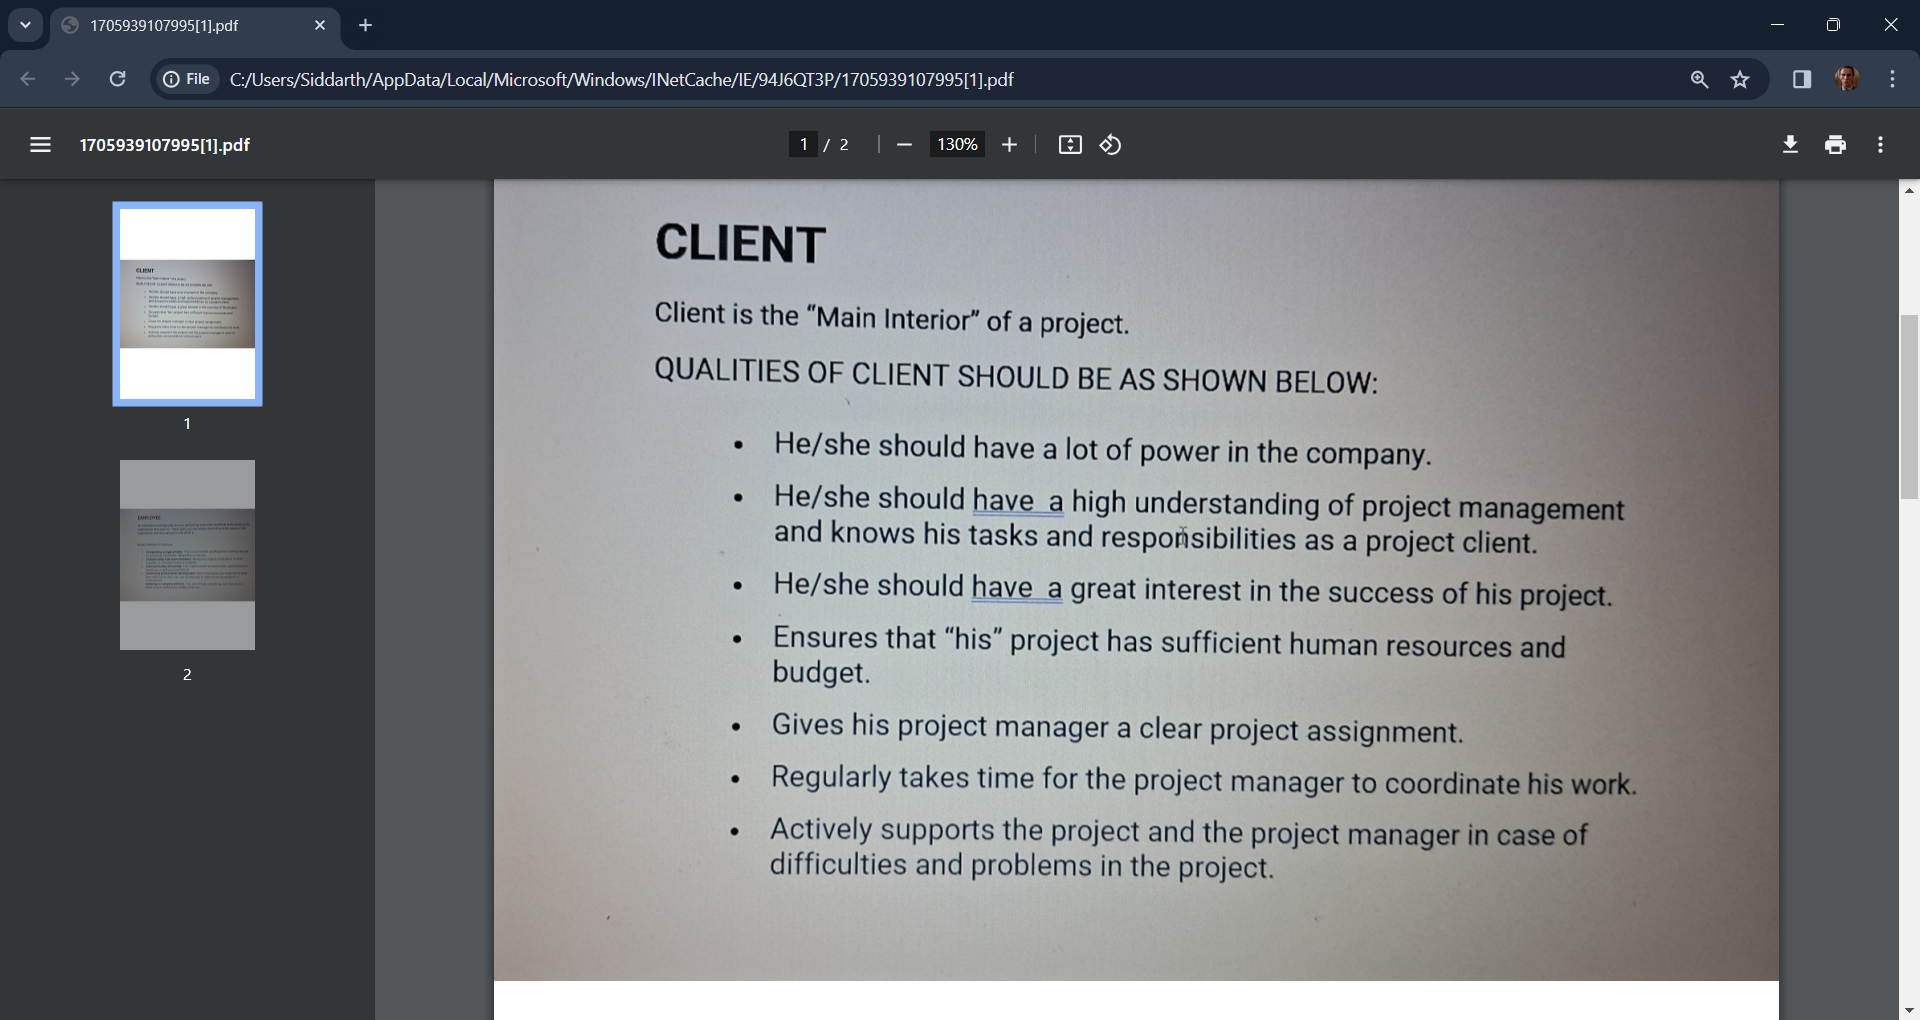 1705939107995[1].pdf
File
C:/Users/Siddarth/AppData/Local/Microsoft/Windows/INetCache/IE/94J6QT3P/1705939107995[1].pdf
1705939107995[1].pdf
1 / 2
130%
1
2
CLIENT
Client is the “Main Interior” of a project.
QUALITIES OF CLIENT SHOULD BE AS SHOWN BELOW:
• He/she should have a lot of power in the company.
• He/she should have  a high understanding of project management
and knows his tasks and responsibilities as a project client.
• He/she should have  a great interest in the success of his project.
• Ensures that “his” project has sufficient human resources and
budget.
• Gives his project manager a clear project assignment.
• Regularly takes time for the project manager to coordinate his work.
• Actively supports the project and the project manager in case of
difficulties and problems in the project.